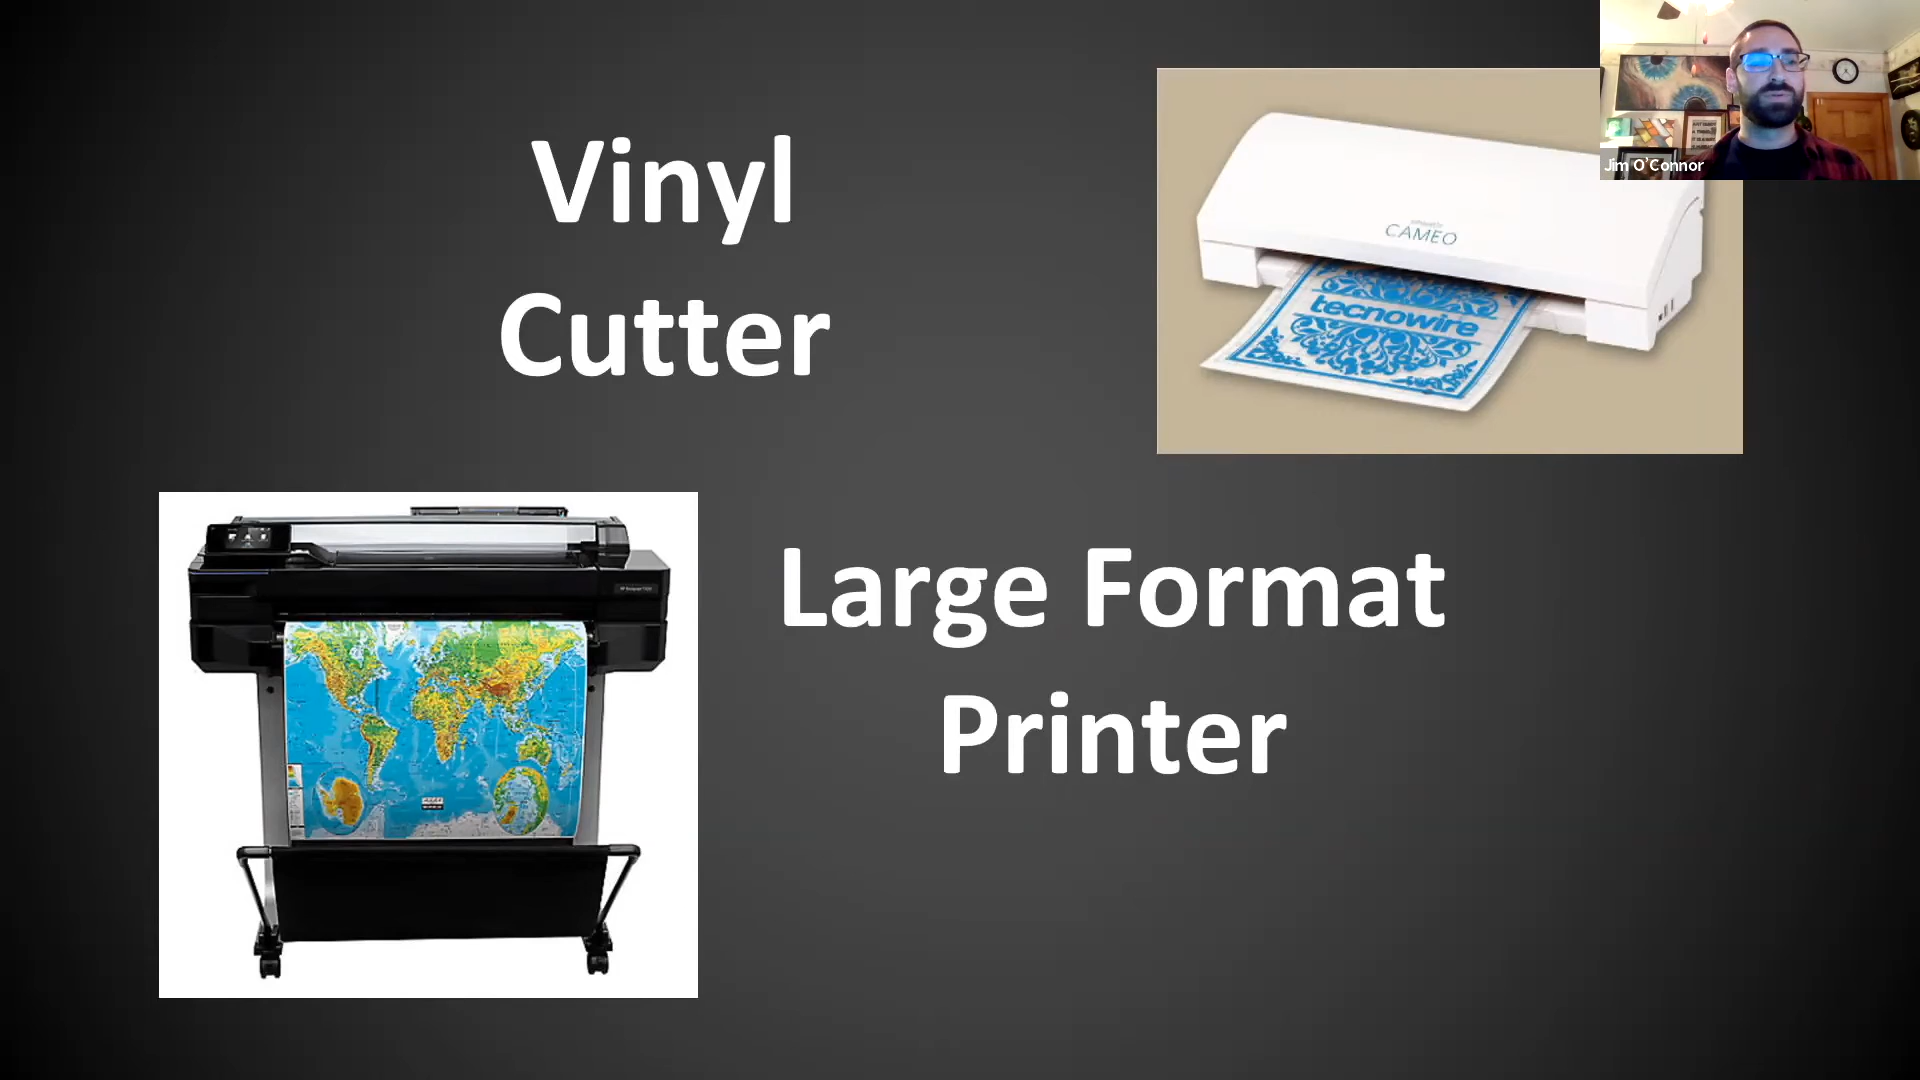 Vinyl
Cutter
CAMEO
tecnowire
Jim O'Connor
Large Format
Printer